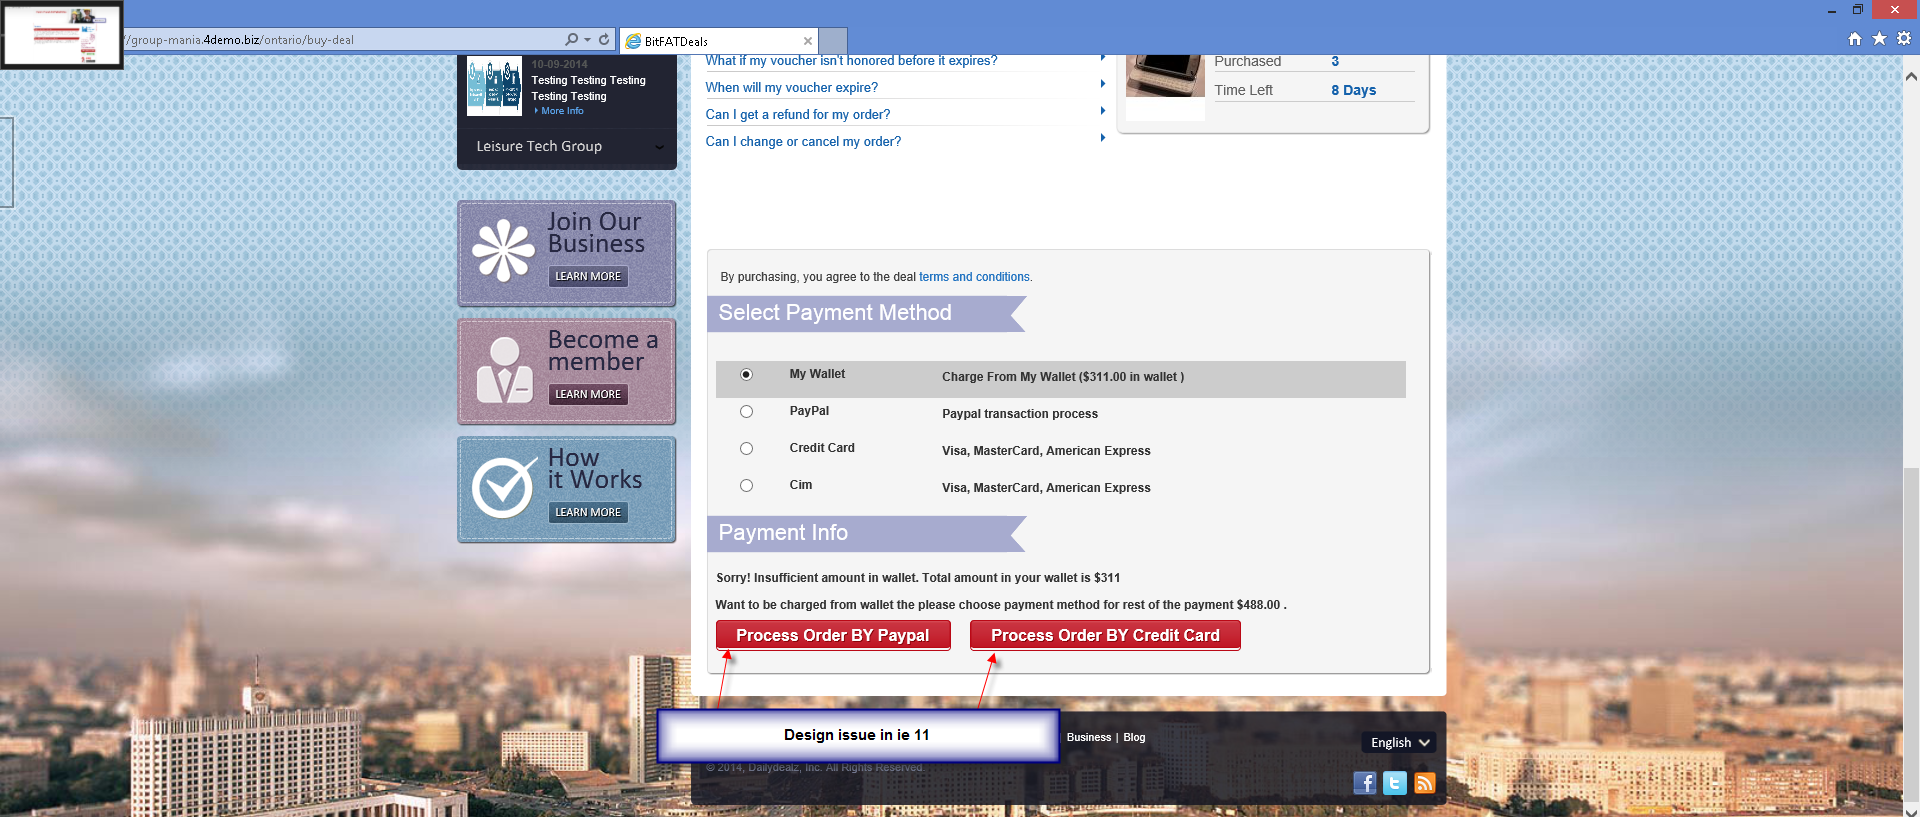 /group-mania.4demo.biz/ontario/buy-deal
BitFATDeals
10-09-2014
Testing Testing Testing
Testing Testing
More Info
Leisure Tech Group
What if my voucher isn't honored before it expires?
When will my voucher expire?
Can I get a refund for my order?
Can I change or cancel my order?
Purchased 3
Time Left 8 Days
Join Our
Business
LEARN MORE
Become a
member
LEARN MORE
How
it Works
LEARN MORE
By purchasing, you agree to the deal terms and conditions.
Select Payment Method
My Wallet Charge From My Wallet ($311.00 in wallet )
PayPal Paypal transaction process
Credit Card Visa, MasterCard, American Express
Cim Visa, MasterCard, American Express
Payment Info
Sorry! Insufficient amount in wallet. Total amount in your wallet is $311
Want to be charged from wallet the please choose payment method for rest of the payment $488.00 .
Process Order BY Paypal Process Order BY Credit Card
Design issue in ie 11
Business | Blog
English
© 2014, Dailydealz, Inc. All Rights Reserved